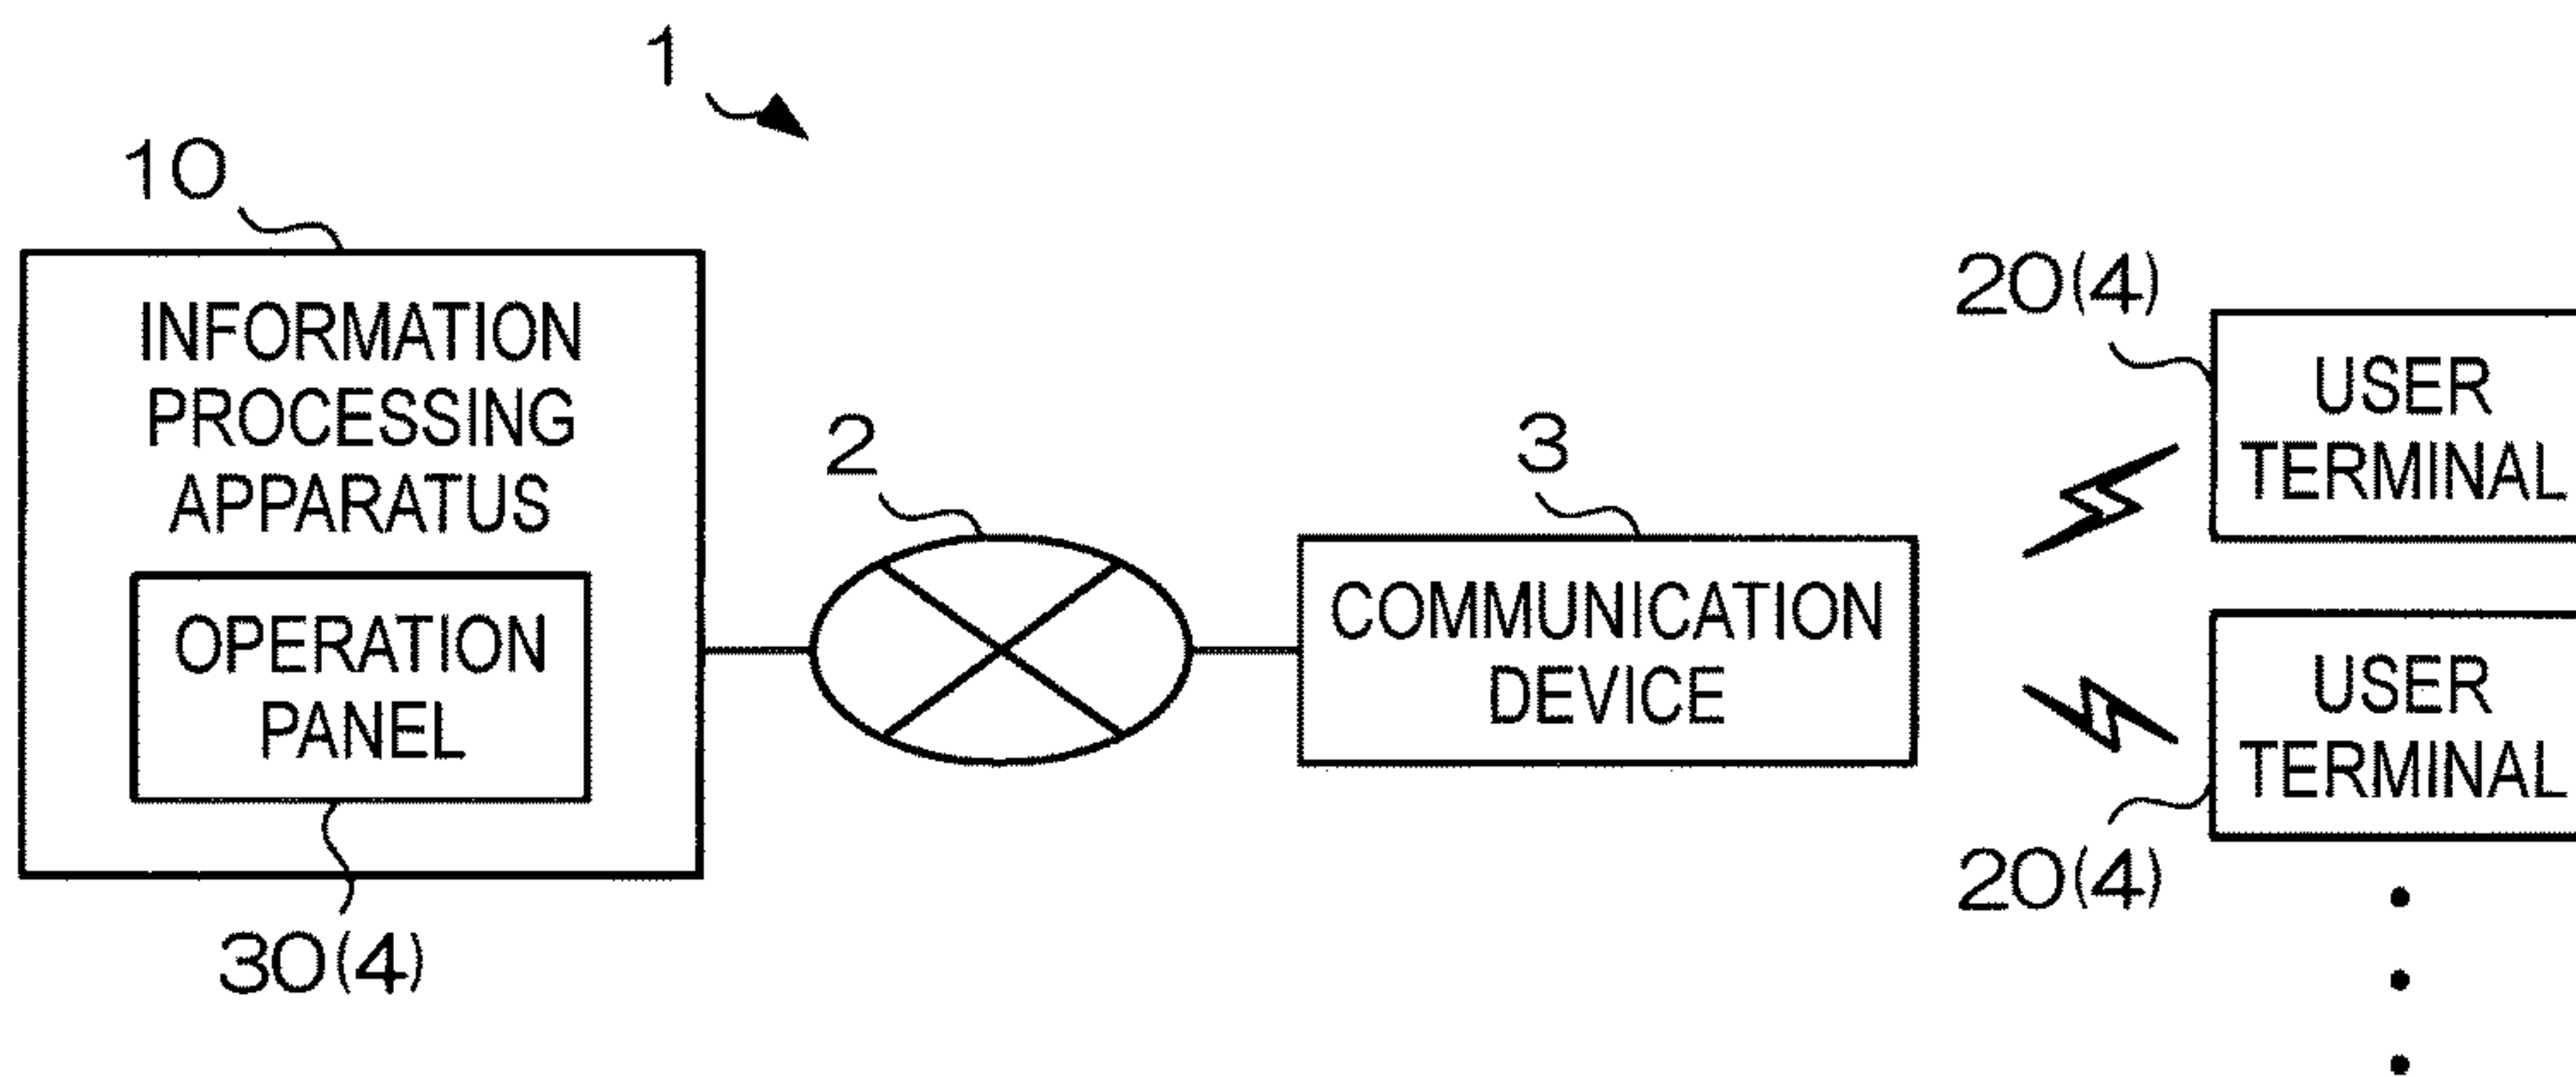 1
10
INFORMATION
PROCESSING
APPARATUS
OPERATION
PANEL
30(4)
2
3
COMMUNICATION
DEVICE
20(4)
USER
TERMINAL
USER
TERMINAL
20(4)